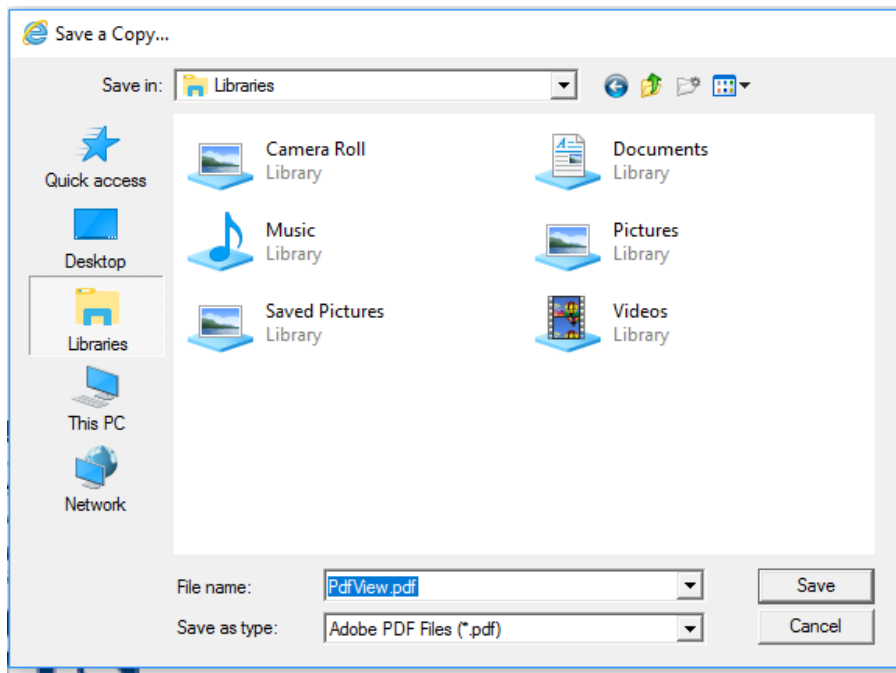 Save a Copy...
Save in:
Libraries
Quick access
Desktop
Libraries
This PC
Network
Camera Roll
Library
Documents
Library
Music
Library
Pictures
Library
Saved Pictures
Library
Videos
Library
File name:
PdfView.pdf
Save
Save as type:
Adobe PDF Files (*.pdf)
Cancel